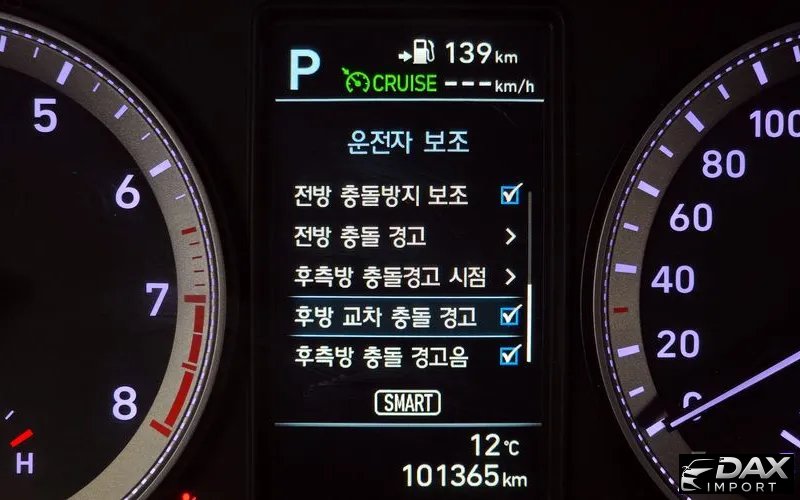 P
139 km
CRUISE ---km/h
운전자 보조
전방 충돌방지 보조
전방 충돌 경고
후측방 충돌경고 시점
후방 교차 충돌 경고
후측방 충돌 경고음
SMART
12℃
101365km
5
6
7
8
H
100
80
60
40
20
0
DAX
IMPORT